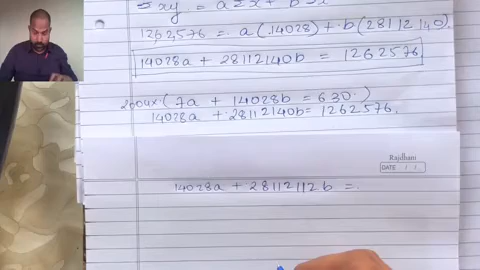 = xy = aΣx + bΣx²
1262576 = a(14028) + b(28112140).
14028a + 28112140b = 1262576
2004×(7a + 14028b = 630.)
14028a + 28112140b = 1262576.
Rajdhani
DATE / /
14028a + 28112112b =